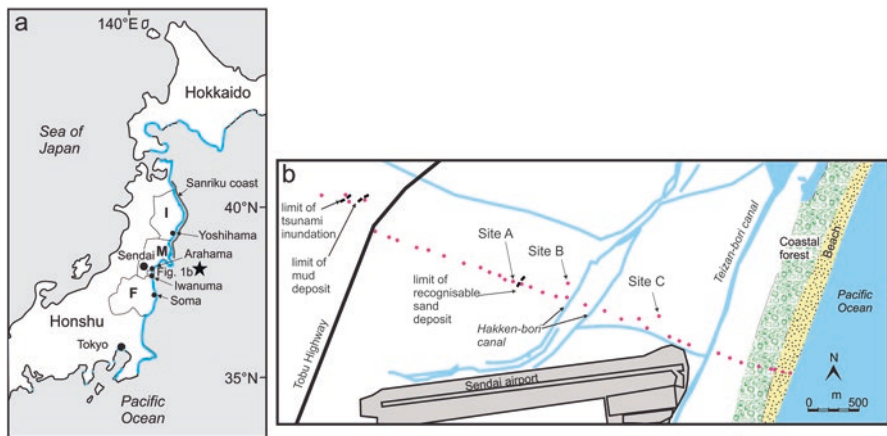 a
140°E
Hokkaido
Sea of
Japan
Sanriku coast
40°N
I
Yoshihama
M
Sendai
Arahama
Fig. 1b
Iwanuma
F
Soma
Honshu
Tokyo
35°N
Pacific
Ocean
b
limit of
tsunami
inundation
limit of
mud
deposit
Tobu Highway
Site A
Site B
limit of
recognisable
sand
deposit
Hakken-bori
canal
Site C
Sendai airport
Teizan-bori canal
Coastal
forest
Beach
Pacific
Ocean
N
m
0 500